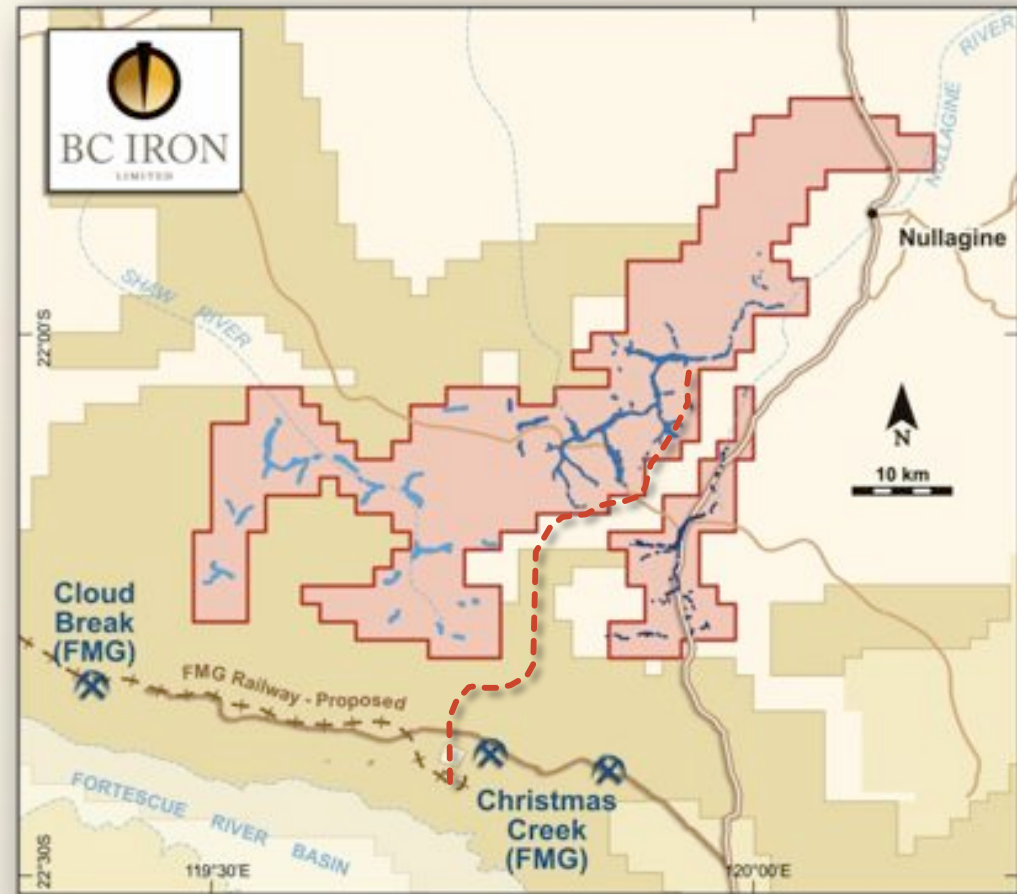 BC IRON
LIMITED
RIVER
NULLAGINE
Nullagine
SHAW RIVER
22°00'S
N
10 km
Cloud
Break
(FMG)
FMG Railway - Proposed
Christmas
Creek
(FMG)
FORTESCUE RIVER BASIN
22°30'S
119°30'E
120°00'E